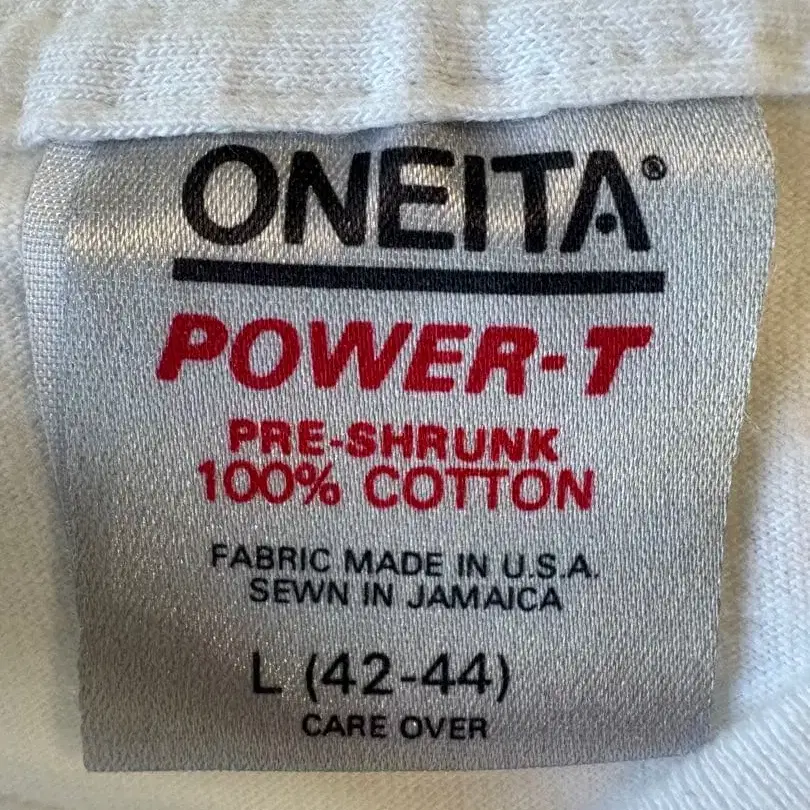 ONEITA®
POWER-T
PRE-SHRUNK
100% COTTON
FABRIC MADE IN U.S.A.
SEWN IN JAMAICA
L (42-44)
CARE OVER